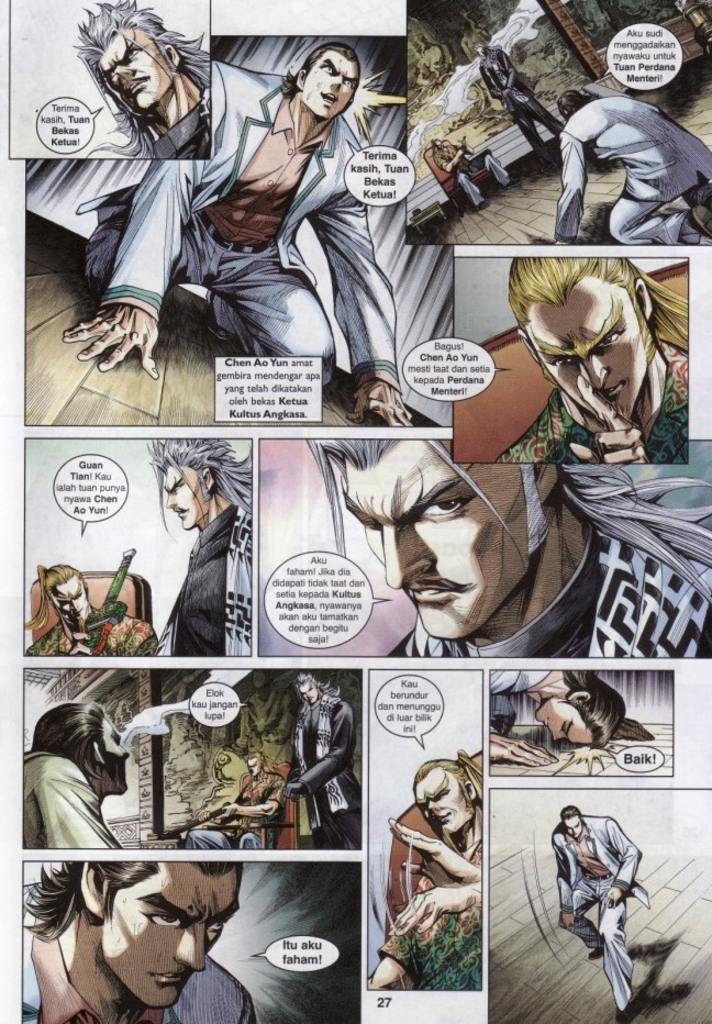 Terima
kasih, Tuan
Bekas
Ketua!
Terima
kasih, Tuan
Bekas
Ketua!
Aku sudi
menggadaikan
nyawaku untuk
Tuan Perdana
Menteri!
Chen Ao Yun amat
gembira mendengar apa
yang telah dikatakan
oleh bekas Ketua
Kultus Angkasa.
Bagus!
Chen Ao Yun
mesti taat dan setia
kepada Perdana
Menteri!
Guan
Tian! Kau
ialah tuan punya
nyawa Chen
Ao Yun!
Aku
faham! Jika dia
didapati tidak taat dan
setia kepada Kultus
Angkasa, nyawanya
akan aku tamatkan
dengan begitu
saja!
Elok
kau jangan
lupa!
Kau
berundur
dan menunggu
di luar bilik
ini!
Baik!
Itu aku
faham!
27